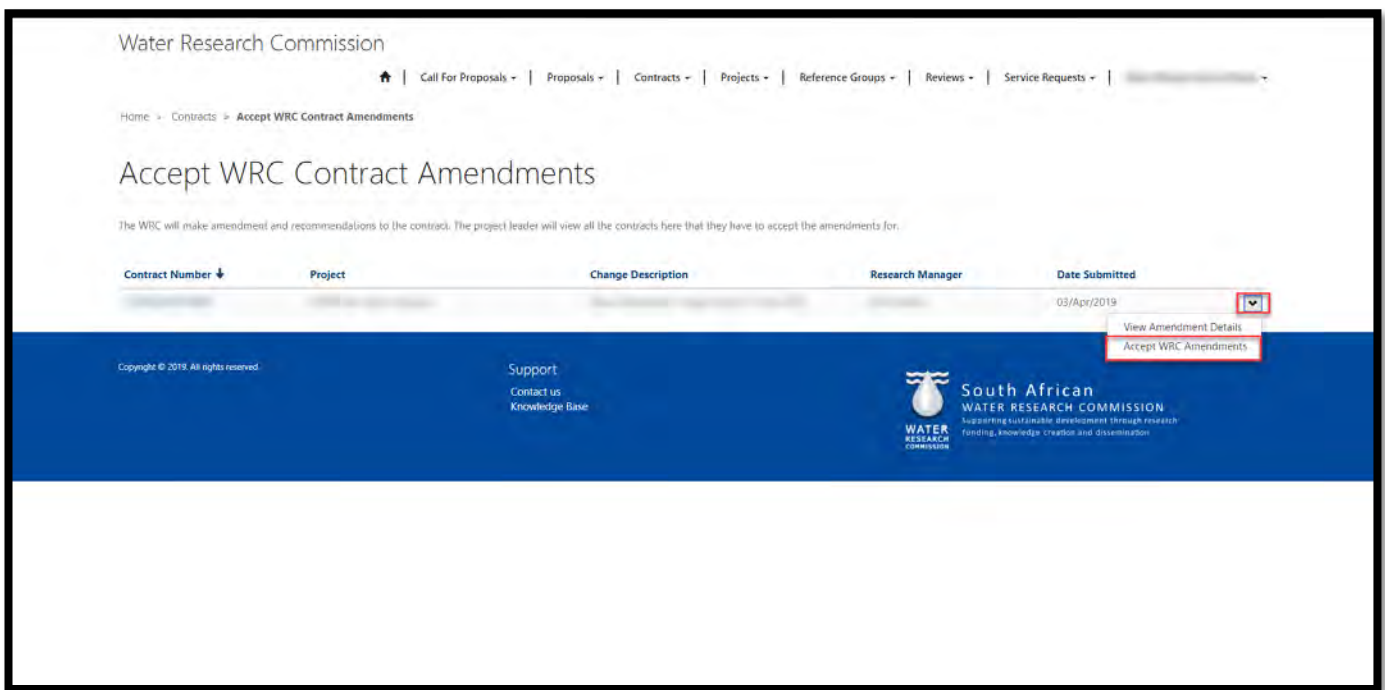 Water Research Commission
Call For Proposals | Proposals | Contracts | Projects | Reference Groups | Reviews | Service Requests |
Home > Contracts > Accept WRC Contract Amendments
Accept WRC Contract Amendments
The WRC will make amendment and recommendations to the contract. The project leader will view all the contracts here that they have to accept the amendments for.
Contract Number Project Change Description Research Manager Date Submitted
03/Apr/2019
View Amendment Details
Accept WRC Amendments
Copyright © 2019. All rights reserved.
Support
Contact us
Knowledge Base
WATER
RESEARCH
COMMISSION
South African
WATER RESEARCH COMMISSION
Supporting sustainable development through research
funding, knowledge creation and dissemination